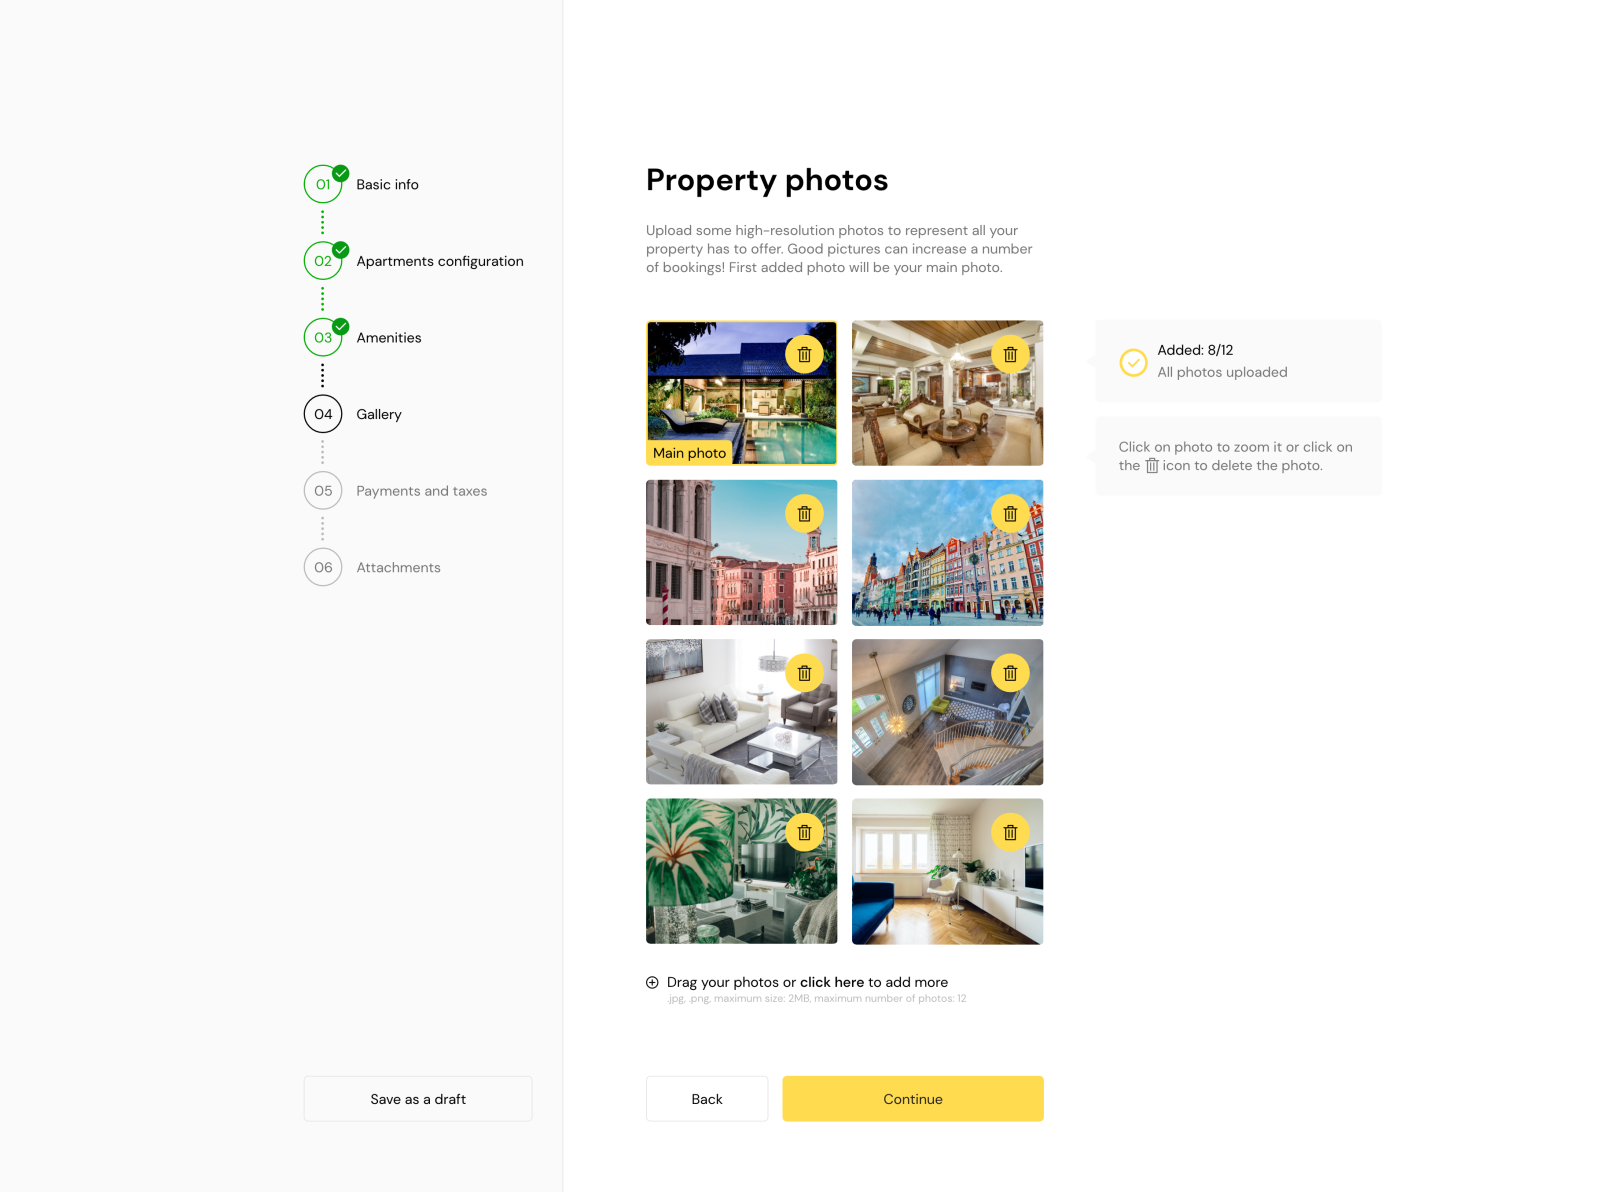 01 Basic info
02 Apartments configuration
03 Amenities
04 Gallery
05 Payments and taxes
06 Attachments
Save as a draft
Property photos
Upload some high-resolution photos to represent all your
property has to offer. Good pictures can increase a number
of bookings! First added photo will be your main photo.
Main photo
Added: 8/12
All photos uploaded
Click on photo to zoom it or click on
the icon to delete the photo.
Drag your photos or click here to add more
.jpg, .png, maximum size: 2MB, maximum number of photos: 12
Back
Continue